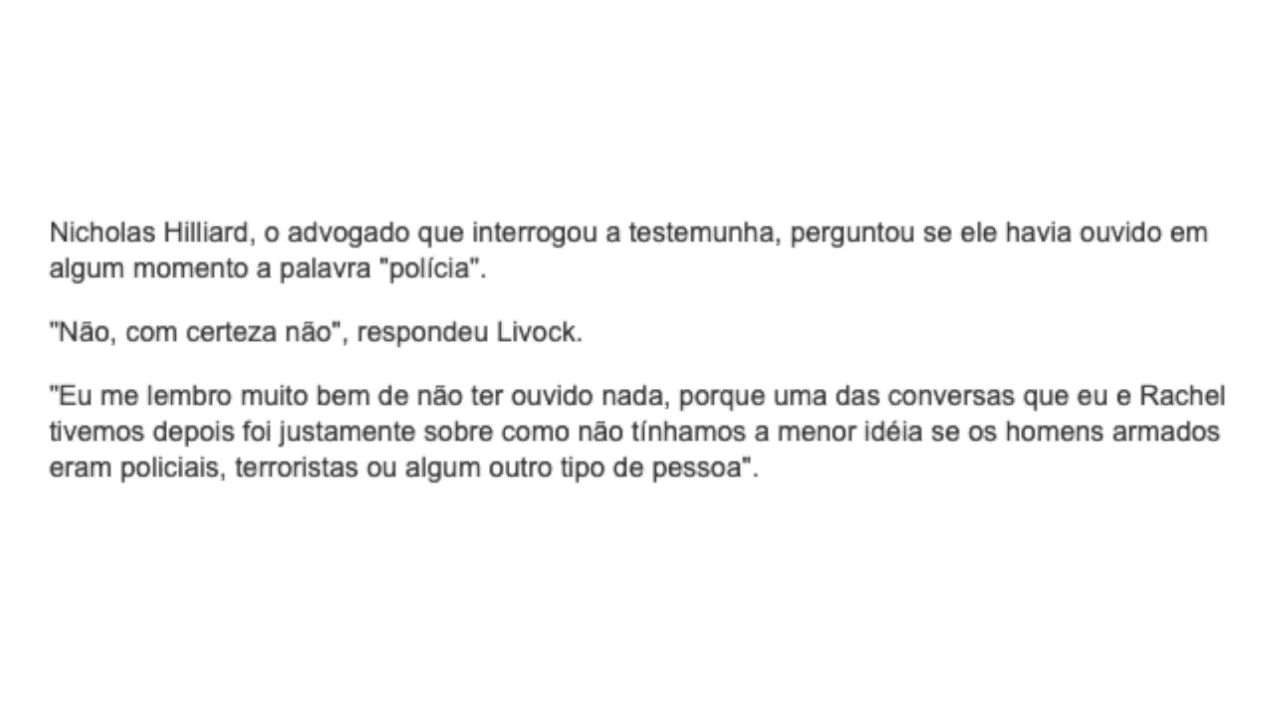 Nicholas Hilliard, o advogado que interrogou a testemunha, perguntou se ele havia ouvido em
algum momento a palavra "polícia".
"Não, com certeza não", respondeu Livock.
"Eu me lembro muito bem de não ter ouvido nada, porque uma das conversas que eu e Rachel
tivemos depois foi justamente sobre como não tínhamos a menor idéia se os homens armados
eram policiais, terroristas ou algum outro tipo de pessoa".